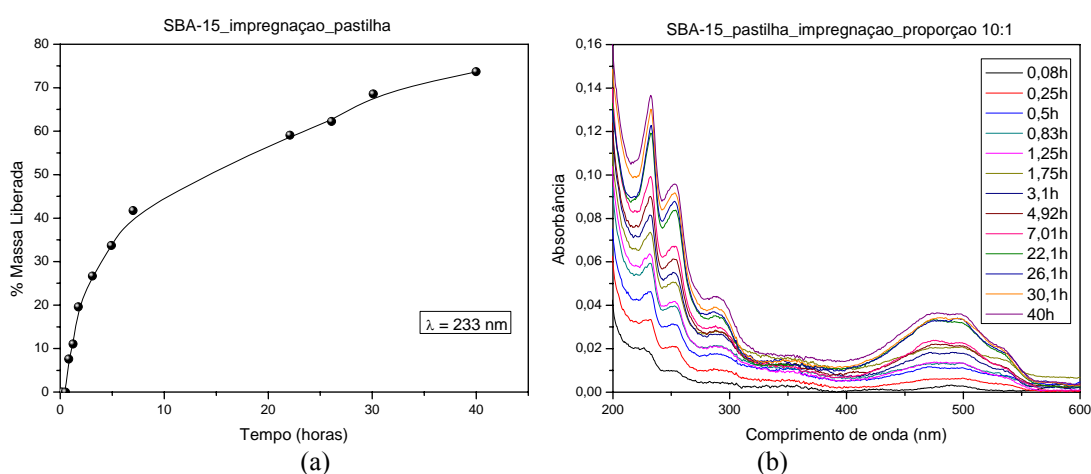 SBA-15_impregnaçao_pastilha
80
70
60
50
40
30
20
10
0
% Massa Liberada
λ = 233 nm
0
10
20
30
40
Tempo (horas)
(a)
SBA-15_pastilha_impregnaçao_proporçao 10:1
0,16
0,14
0,12
0,10
0,08
0,06
0,04
0,02
0,00
Absorbância
0,08h
0,25h
0,5h
0,83h
1,25h
1,75h
3,1h
4,92h
7,01h
22,1h
26,1h
30,1h
40h
200
300
400
500
600
Comprimento de onda (nm)
(b)